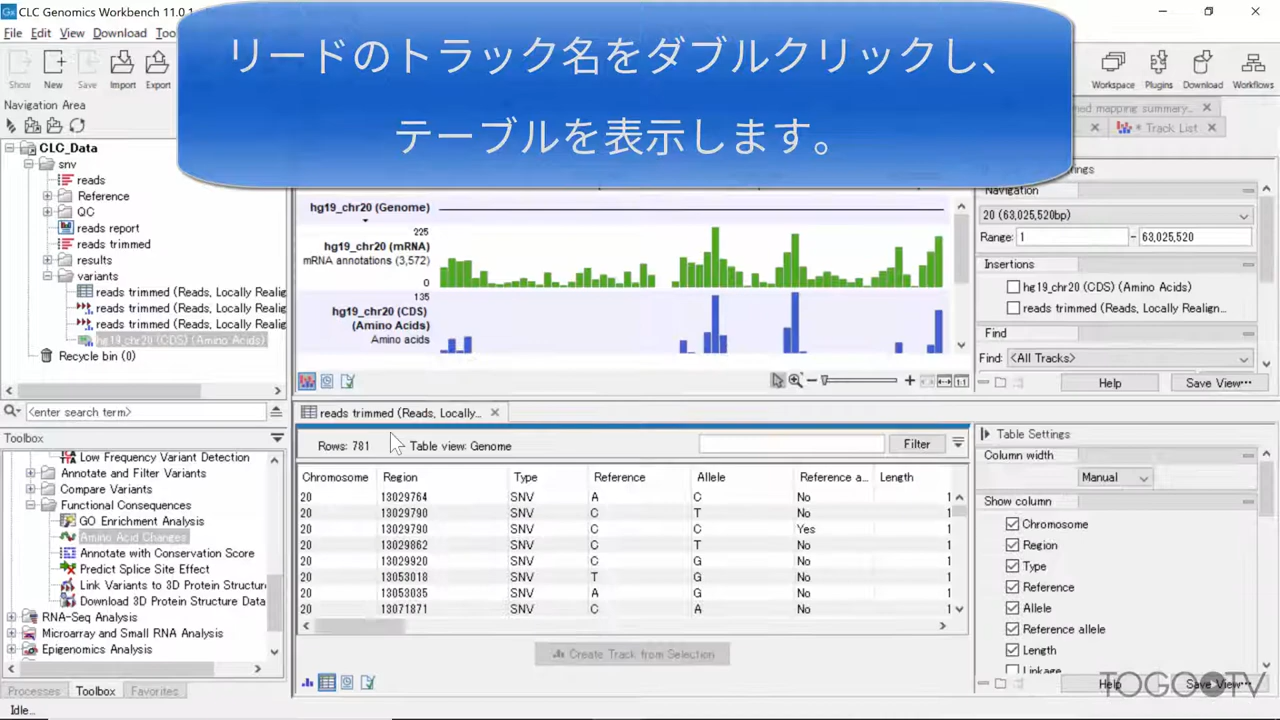 CLC Genomics Workbench 11.0.1
File Edit View Download Too
リードのトラック名をダブルクリックし、
テーブルを表示します。
Show New Save Import Export
Workspace Plugins Download Workflows
Navigation Area
ed mapping summary...
* Track List
CLC_Data
snv
reads
Reference
QC
reads report
reads trimmed
results
variants
reads trimmed (Reads, Locally Realig
reads trimmed (Reads, Locally Realig
reads trimmed (Reads, Locally Realig
hg19_chr20 (CDS) (Amino Acids)
Recycle bin (0)
<enter search term>
Toolbox
Low Frequency Variant Detection
Annotate and Filter Variants
Compare Variants
Functional Consequences
GO Enrichment Analysis
Amino Acid Changes
Annotate with Conservation Score
Predict Splice Site Effect
Link Variants to 3D Protein Structur
Download 3D Protein Structure Data
RNA-Seq Analysis
Microarray and Small RNA Analysis
Epigenomics Analysis
Processes Toolbox Favorites
Idle...
hg19_chr20 (Genome)
225
hg19_chr20 (mRNA)
mRNA annotations (3,572)
0
135
hg19_chr20 (CDS)
(Amino Acids)
Amino acids
ngs
Navigation
20 (63,025,520bp)
Range: 1 - 63,025,520
Insertions
hg19_chr20 (CDS) (Amino Acids)
reads trimmed (Reads, Locally Realign...
Find
Find: <All Tracks>
Help Save View...
reads trimmed (Reads, Locally...
Rows: 781 Table view: Genome Filter
Chromosome Region Type Reference Allele Reference a... Length
20 13029764 SNV A C No 1
20 13029790 SNV C T No 1
20 13029790 SNV C C Yes 1
20 13029862 SNV C T No 1
20 13029920 SNV C G No 1
20 13053018 SNV T G No 1
20 13053035 SNV A G No 1
20 13071871 SNV C A No 1
Create Track from Selection
Table Settings
Column width
Manual
Show column
Chromosome
Region
Type
Reference
Allele
Reference allele
Length
Linkage
Help Save View...
TOGOTV